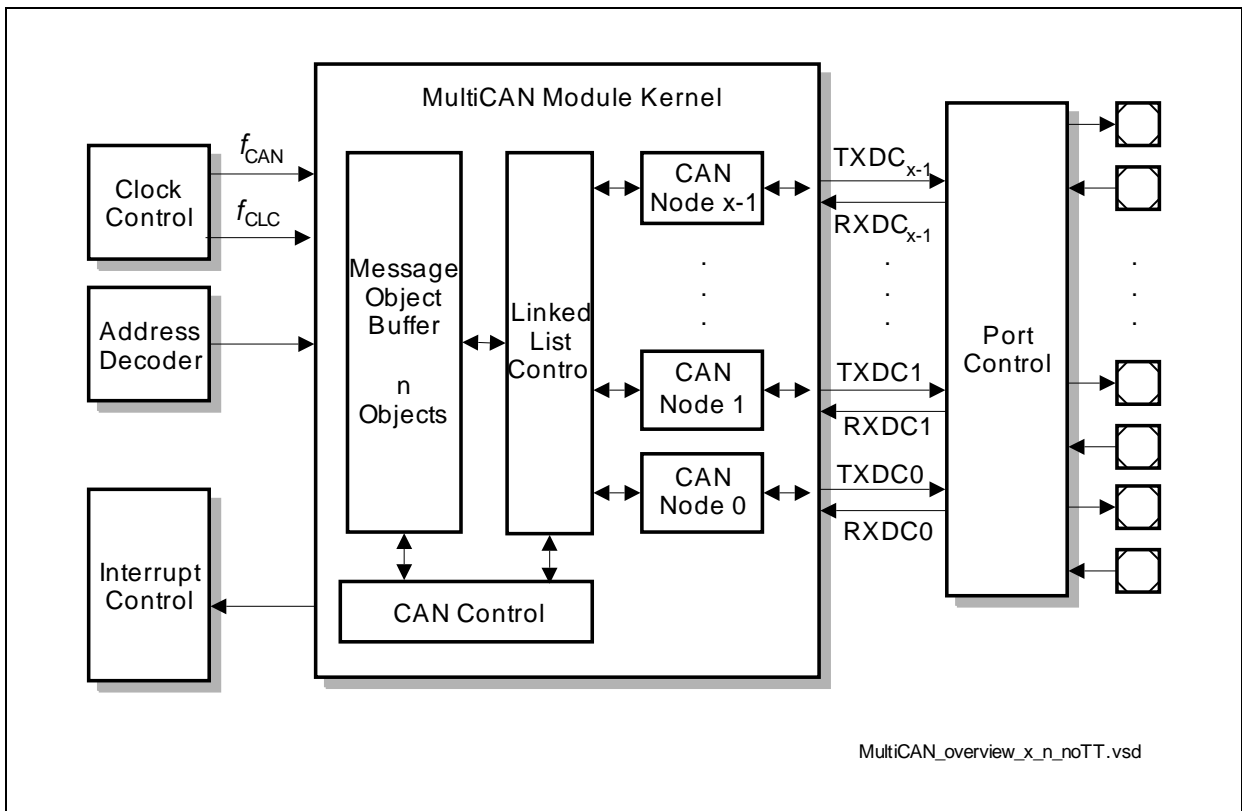 MultiCAN Module Kernel
fCAN
Clock
Control
fCLC
Address
Decoder
Interrupt
Control
Message
Object
Buffer
n
Objects
Linked
List
Contro
CAN Control
CAN
Node x-1
.
.
.
CAN
Node 1
CAN
Node 0
TXDCx-1
RXDCx-1
.
.
.
TXDC1
RXDC1
TXDC0
RXDC0
Port
Control
.
.
.
MultiCAN_overview_x_n_noTT.vsd